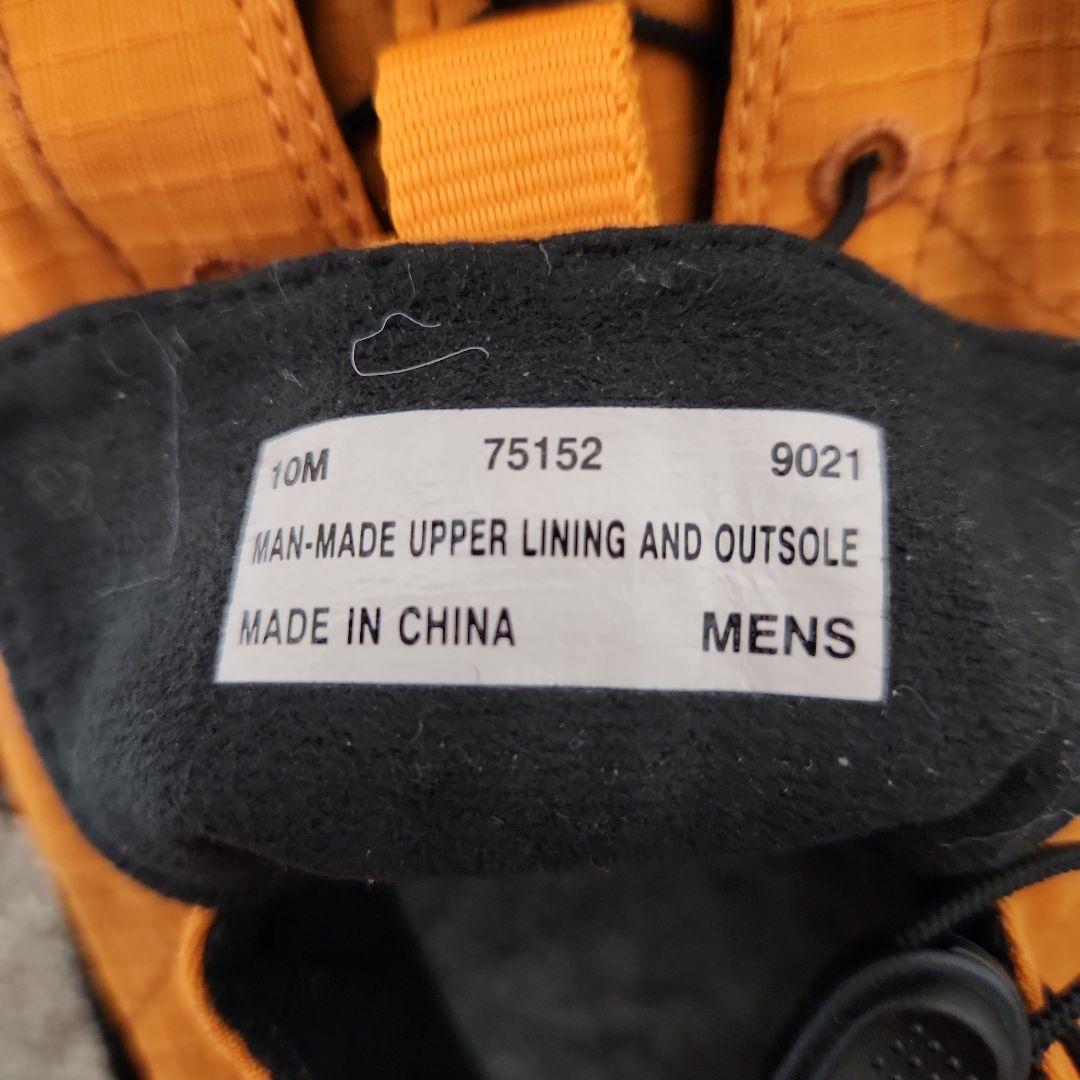 10M 75152 9021
MAN-MADE UPPER LINING AND OUTSOLE
MADE IN CHINA MENS